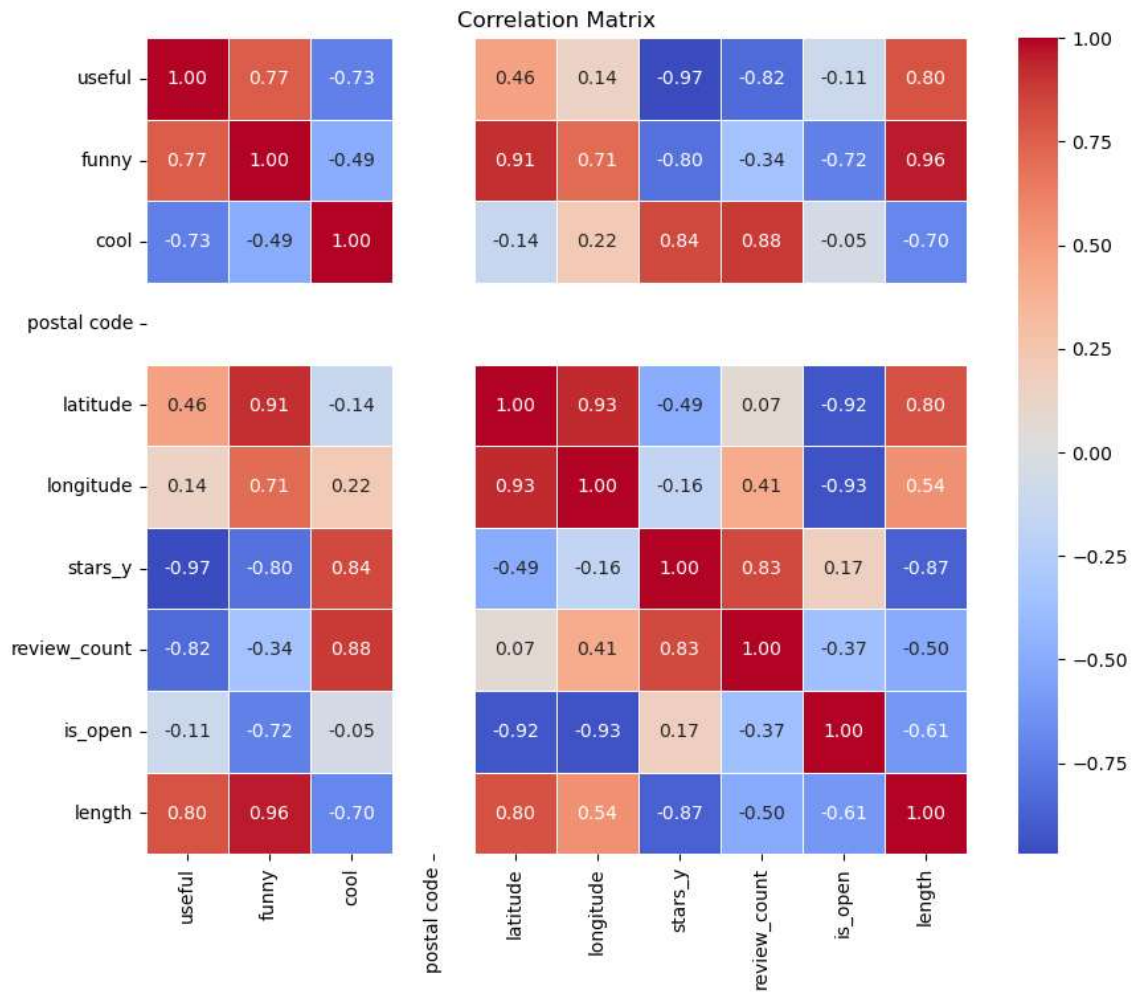 Correlation Matrix
useful 1.00 0.77 -0.73 0.46 0.14 -0.97 -0.82 -0.11 0.80
funny 0.77 1.00 -0.49 0.91 0.71 -0.80 -0.34 -0.72 0.96
cool -0.73 -0.49 1.00 -0.14 0.22 0.84 0.88 -0.05 -0.70
postal code
latitude 0.46 0.91 -0.14 1.00 0.93 -0.49 0.07 -0.92 0.80
longitude 0.14 0.71 0.22 0.93 1.00 -0.16 0.41 -0.93 0.54
stars_y -0.97 -0.80 0.84 -0.49 -0.16 1.00 0.83 0.17 -0.87
review_count -0.82 -0.34 0.88 0.07 0.41 0.83 1.00 -0.37 -0.50
is_open -0.11 -0.72 -0.05 -0.92 -0.93 0.17 -0.37 1.00 -0.61
length 0.80 0.96 -0.70 0.80 0.54 -0.87 -0.50 -0.61 1.00
useful funny cool postal code latitude longitude stars_y review_count is_open length
1.00
0.75
0.50
0.25
0.00
−0.25
−0.50
−0.75